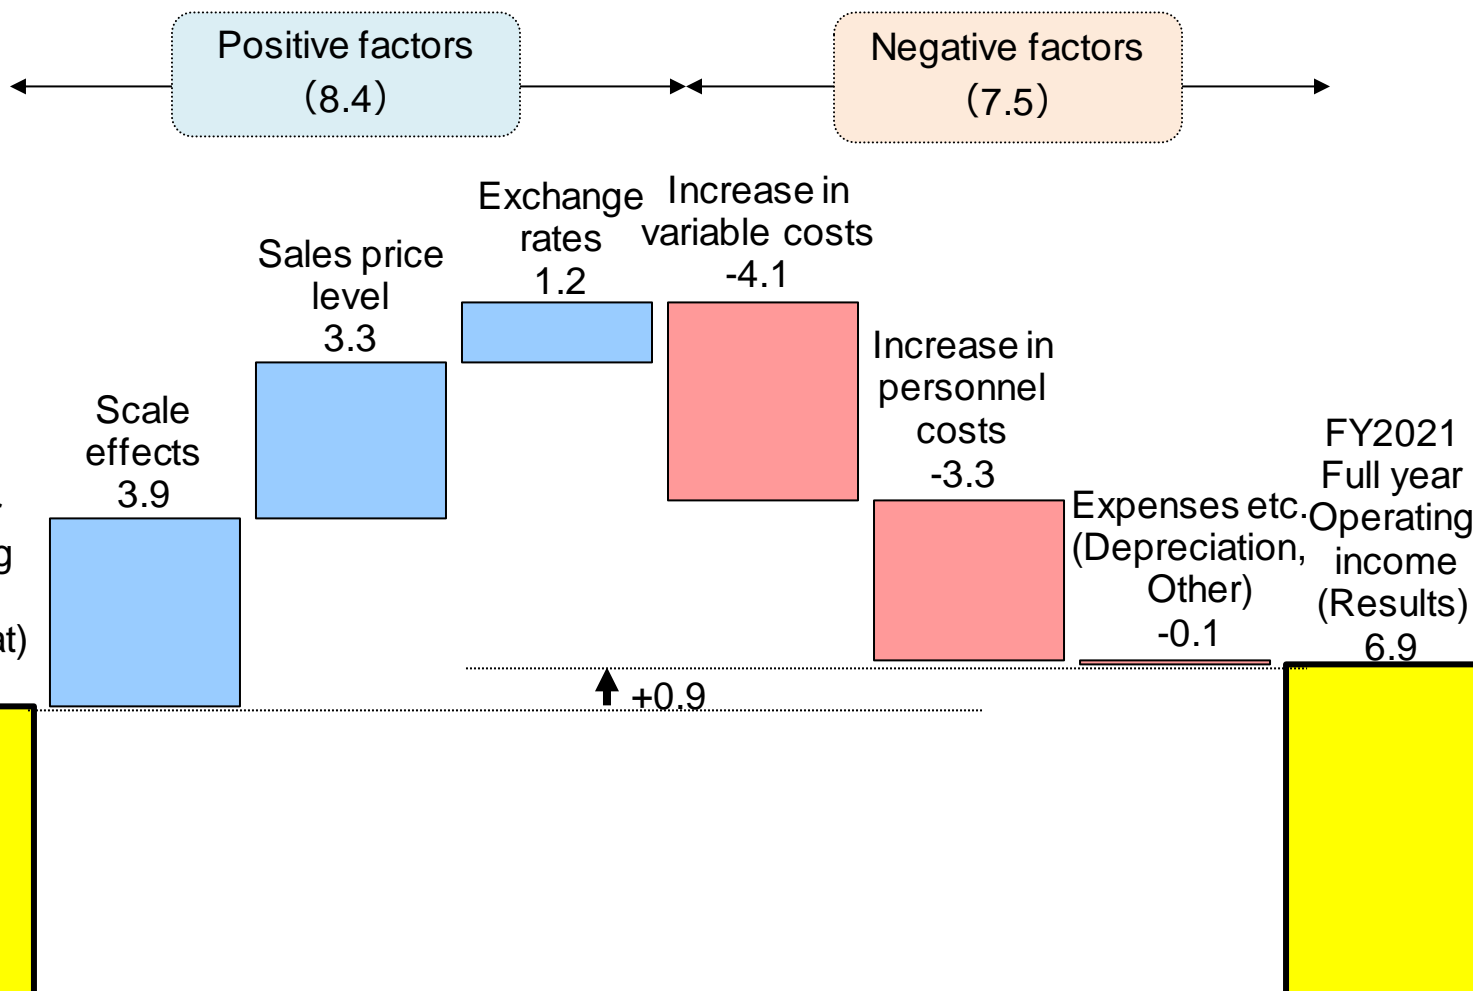 Positive factors
(8.4)
Negative factors
(7.5)
Scale
effects
3.9
Sales price
level
3.3
Exchange
rates
1.2
Increase in
variable costs
-4.1
Increase in
personnel
costs
-3.3
Expenses etc.
(Depreciation,
Other)
-0.1
FY2021
Full year
Operating
income
(Results)
6.9
+0.9